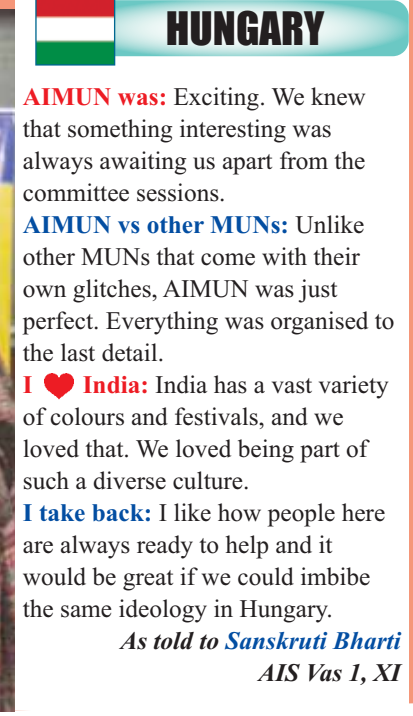 HUNGARY
AIMUN was: Exciting. We knew
that something interesting was
always awaiting us apart from the
committee sessions.
AIMUN vs other MUNs: Unlike
other MUNs that come with their
own glitches, AIMUN was just
perfect. Everything was organised to
the last detail.
I ❤ India: India has a vast variety
of colours and festivals, and we
loved that. We loved being part of
such a diverse culture.
I take back: I like how people here
are always ready to help and it
would be great if we could imbibe
the same ideology in Hungary.
As told to Sanskruti Bharti
AIS Vas 1, XI